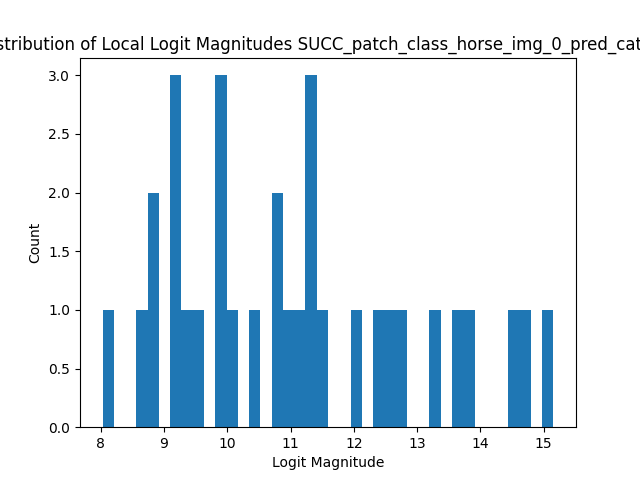 stribution of Local Logit Magnitudes SUCC_patch_class_horse_img_0_pred_cat
3.0
2.5
2.0
1.5
1.0
0.5
0.0
Count
8 9 10 11 12 13 14 15
Logit Magnitude